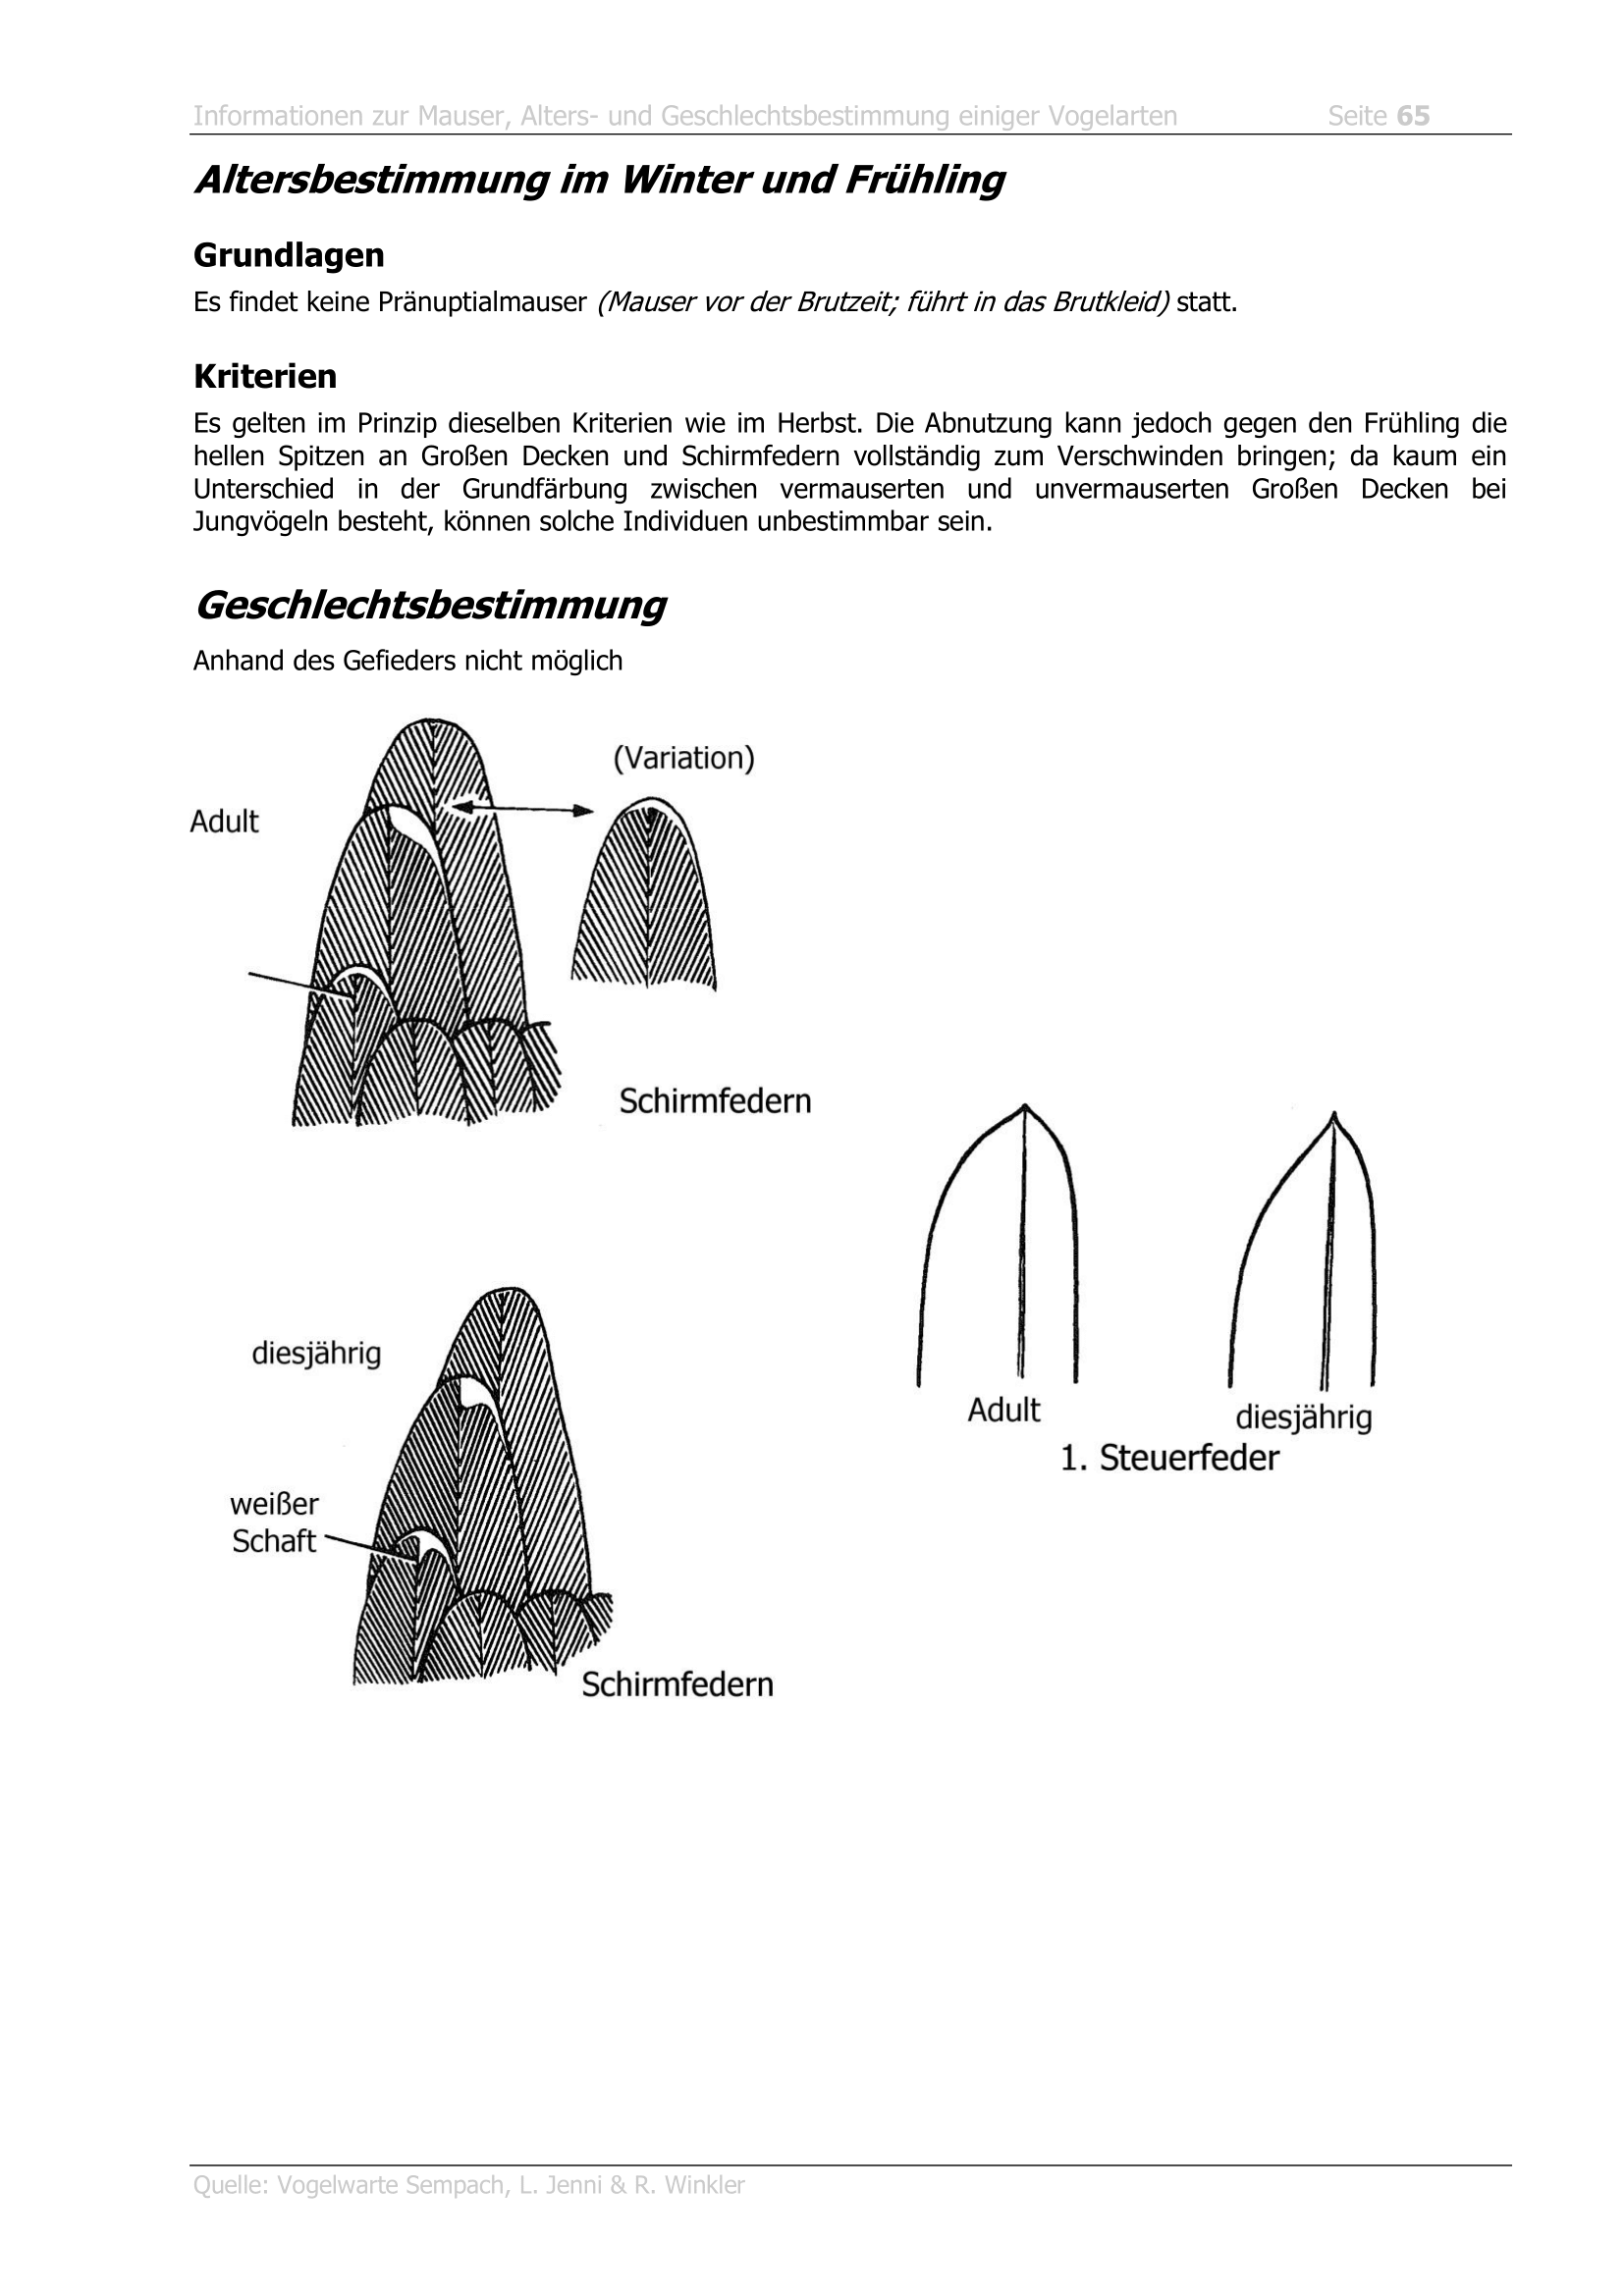 Informationen zur Mauser, Alters- und Geschlechtsbestimmung einiger Vogelarten Seite 65
Altersbestimmung im Winter und Frühling
Grundlagen
Es findet keine Pränuptialmauser (Mauser vor der Brutzeit; führt in das Brutkleid) statt.
Kriterien
Es gelten im Prinzip dieselben Kriterien wie im Herbst. Die Abnutzung kann jedoch gegen den Frühling die
hellen Spitzen an Großen Decken und Schirmfedern vollständig zum Verschwinden bringen; da kaum ein
Unterschied in der Grundfärbung zwischen vermauserten und unvermauserten Großen Decken bei
Jungvögeln besteht, können solche Individuen unbestimmbar sein.
Geschlechtsbestimmung
Anhand des Gefieders nicht möglich
(Variation)
Adult
Schirmfedern
diesjährig
Adult
diesjährig
1. Steuerfeder
weißer
Schaft
Schirmfedern
Quelle: Vogelwarte Sempach, L. Jenni & R. Winkler